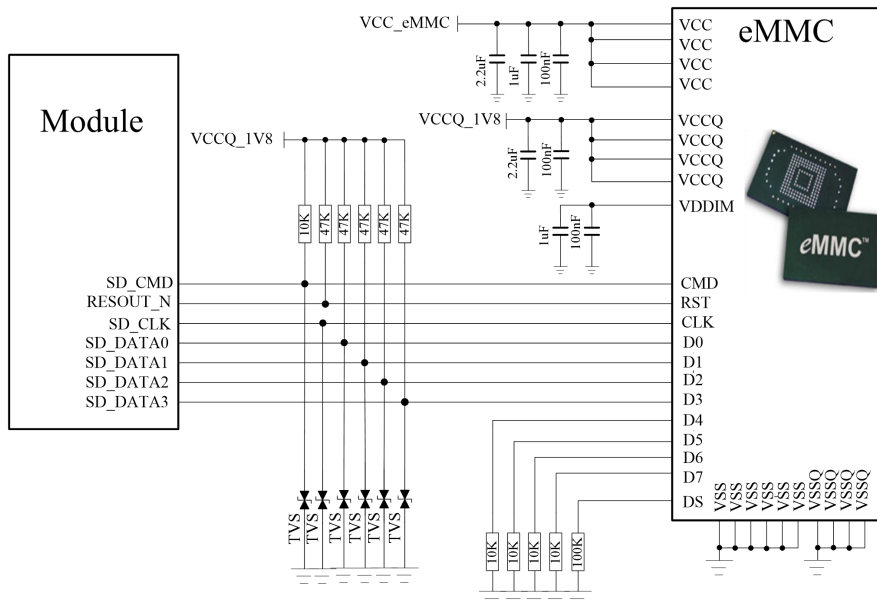 Module
eMMC
VCC_eMMC
2.2uF
1uF
100nF
VCC
VCC
VCC
VCC
VCCQ_1V8
2.2uF
100nF
VCCQ
VCCQ
VCCQ
VCCQ
VDDIM
1uF
100nF
eMMC™
VCCQ_1V8
10K
47K
47K
47K
47K
47K
SD_CMD
RESOUT_N
SD_CLK
SD_DATA0
SD_DATA1
SD_DATA2
SD_DATA3
CMD
RST
CLK
D0
D1
D2
D3
D4
D5
D6
D7
DS
TVS
TVS
TVS
TVS
TVS
TVS
10K
10K
10K
10K
100K
VSS
VSS
VSS
VSS
VSS
VSS
VSSQ
VSSQ
VSSQ
VSSQ